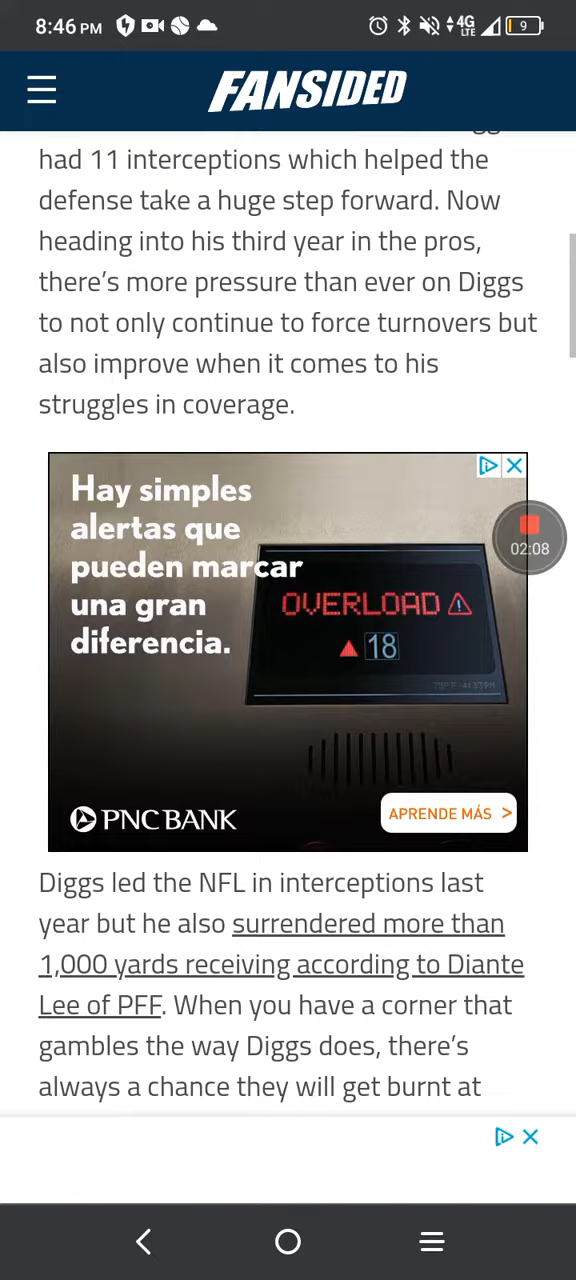 8:46 PM
4G
LTE
9
FANSIDED
had 11 interceptions which helped the
defense take a huge step forward. Now
heading into his third year in the pros,
there's more pressure than ever on Diggs
to not only continue to force turnovers but
also improve when it comes to his
struggles in coverage.
Hay simples
alertas que
pueden marcar
una gran
diferencia.
OVERLOAD
18
02:08
PNC BANK
APRENDE MÁS >
Diggs led the NFL in interceptions last
year but he also surrendered more than
1,000 yards receiving according to Diante
Lee of PFF. When you have a corner that
gambles the way Diggs does, there's
always a chance they will get burnt at